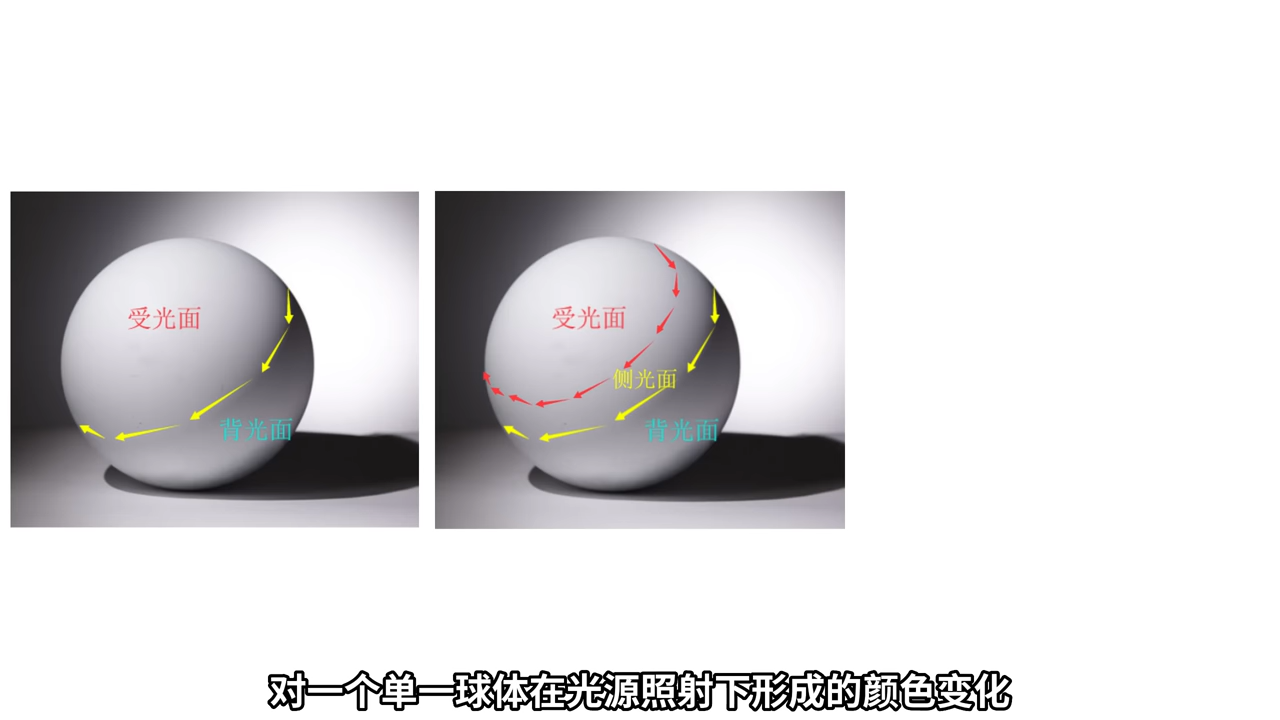 受光面
背光面
受光面
侧光面
背光面
对一个单一球体在光源照射下形成的颜色变化